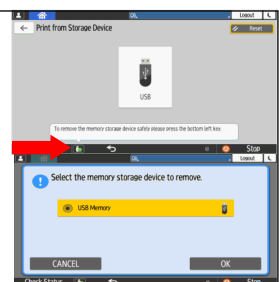 Logout
Print from Storage Device
Reset
USB
To remove the memory storage device safely please press the bottom left key.
Stop
Logout
Select the memory storage device to remove.
USB Memory
CANCEL
OK
Check Status
Stop